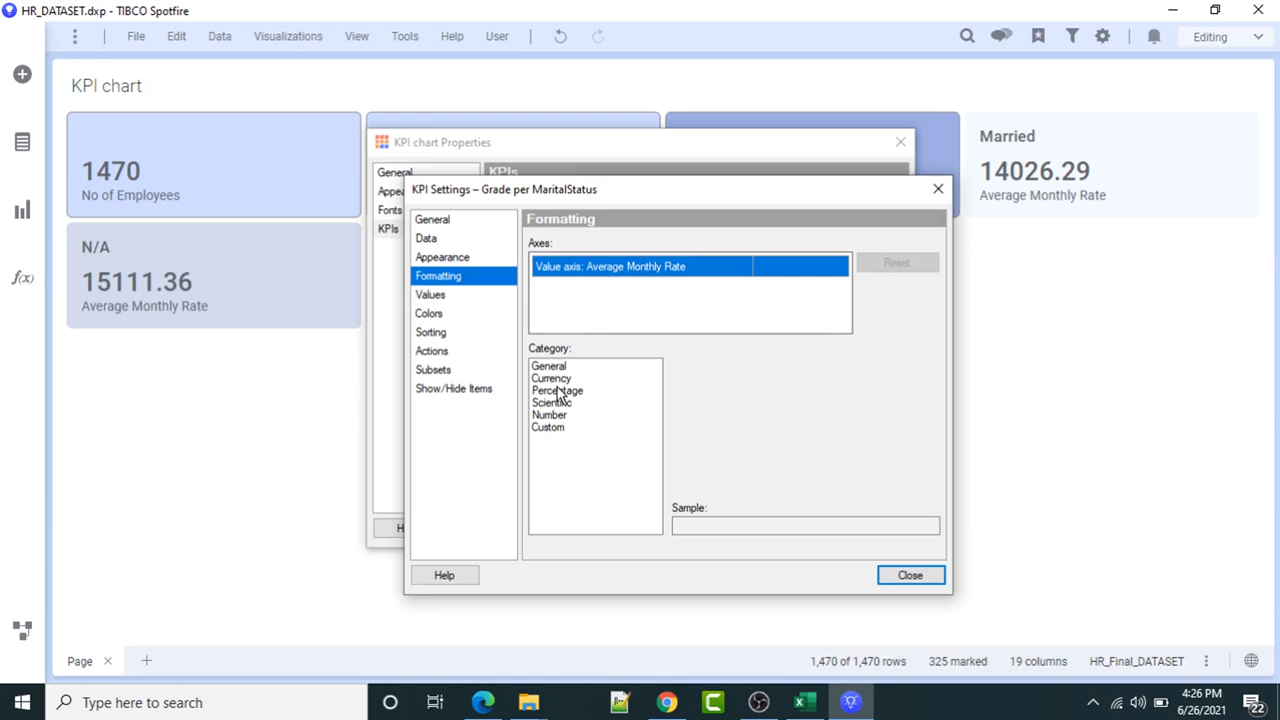 HR_DATASET.dxp - TIBCO Spotfire
File Edit Data Visualizations View Tools Help User Editing
KPI chart
1470
No of Employees
Married
14026.29
Average Monthly Rate
N/A
15111.36
Average Monthly Rate
KPI chart Properties
General
Appea
Fonts
KPIs
KPIs
H
KPI Settings – Grade per MaritalStatus
General
Data
Appearance
Formatting
Values
Colors
Sorting
Actions
Subsets
Show/Hide Items
Formatting
Axes:
Value axis: Average Monthly Rate
Reset
Category:
General
Currency
Percentage
Scientific
Number
Custom
Sample:
Help
Close
Page
1,470 of 1,470 rows 325 marked 19 columns HR_Final_DATASET
Type here to search
4:26 PM
6/26/2021
22
f(x)